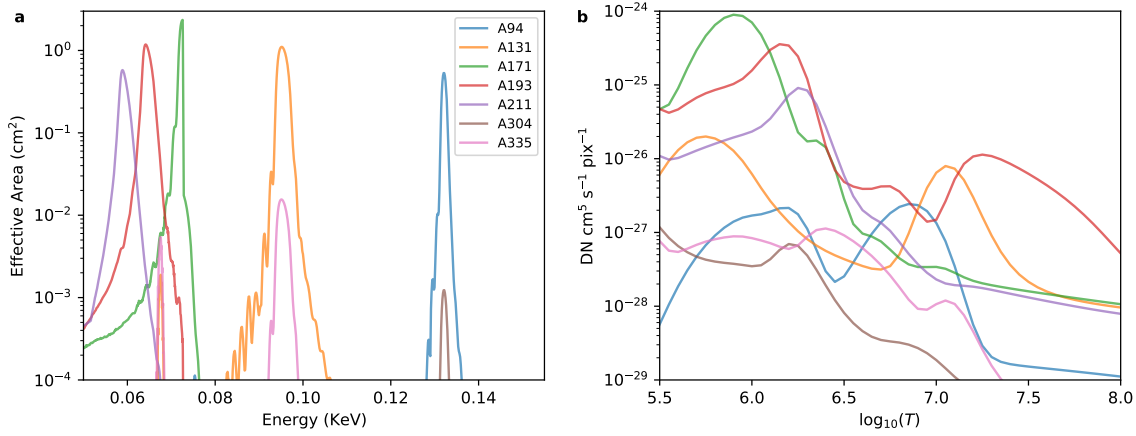 a
Effective Area (cm²)
10⁰
10⁻¹
10⁻²
10⁻³
10⁻⁴
0.06 0.08 0.10 0.12 0.14
Energy (KeV)
A94
A131
A171
A193
A211
A304
A335
b
DN cm⁵ s⁻¹ pix⁻¹
10⁻²⁴
10⁻²⁵
10⁻²⁶
10⁻²⁷
10⁻²⁸
10⁻²⁹
5.5 6.0 6.5 7.0 7.5 8.0
log₁₀(T)